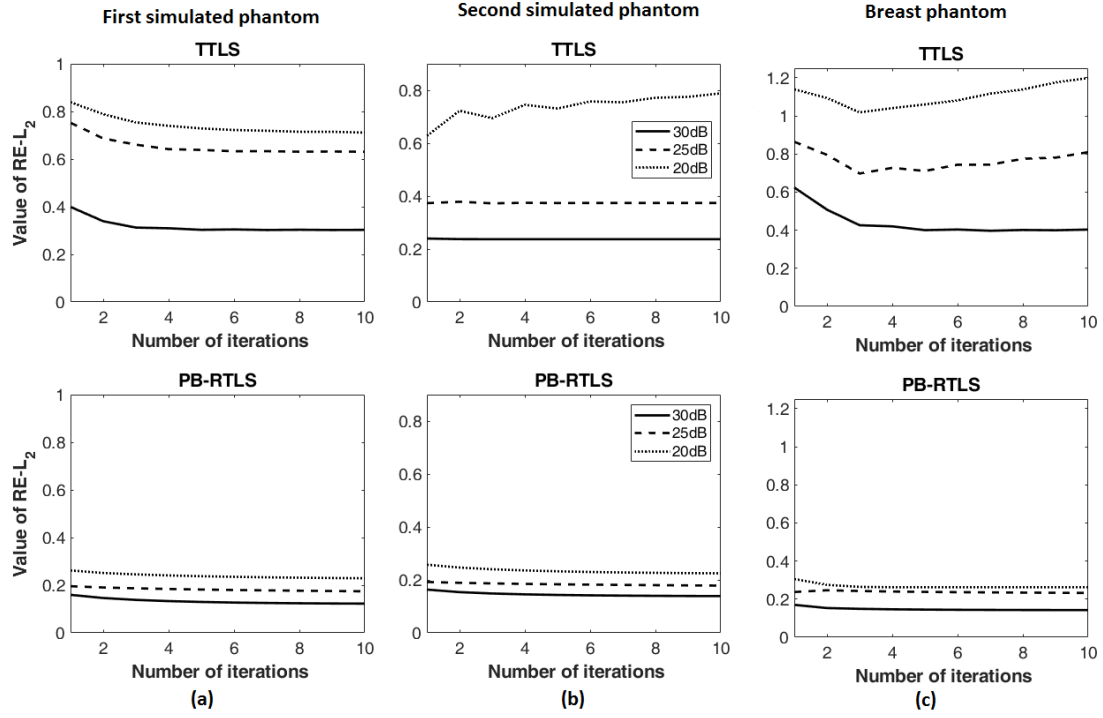 First simulated phantom
Second simulated phantom
Breast phantom
TTLS
Value of RE-L2
1
0.8
0.6
0.4
0.2
0
2 4 6 8 10
Number of iterations
TTLS
0.8
0.6
0.4
0.2
0
30dB
25dB
20dB
2 4 6 8 10
Number of iterations
TTLS
1.2
1
0.8
0.6
0.4
0.2
0
2 4 6 8 10
Number of iterations
PB-RTLS
Value of RE-L2
1
0.8
0.6
0.4
0.2
0
2 4 6 8 10
Number of iterations
(a)
PB-RTLS
0.8
0.6
0.4
0.2
0
30dB
25dB
20dB
2 4 6 8 10
Number of iterations
(b)
PB-RTLS
1.2
1
0.8
0.6
0.4
0.2
0
2 4 6 8 10
Number of iterations
(c)